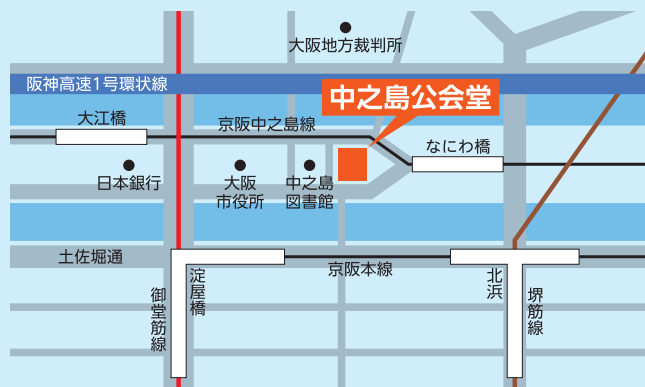 大阪地方裁判所
阪神高速1号環状線
中之島公会堂
大江橋
京阪中之島線
なにわ橋
日本銀行
大阪
市役所
中之島
図書館
土佐堀通
京阪本線
淀屋橋
北浜
御堂筋線
堺筋線